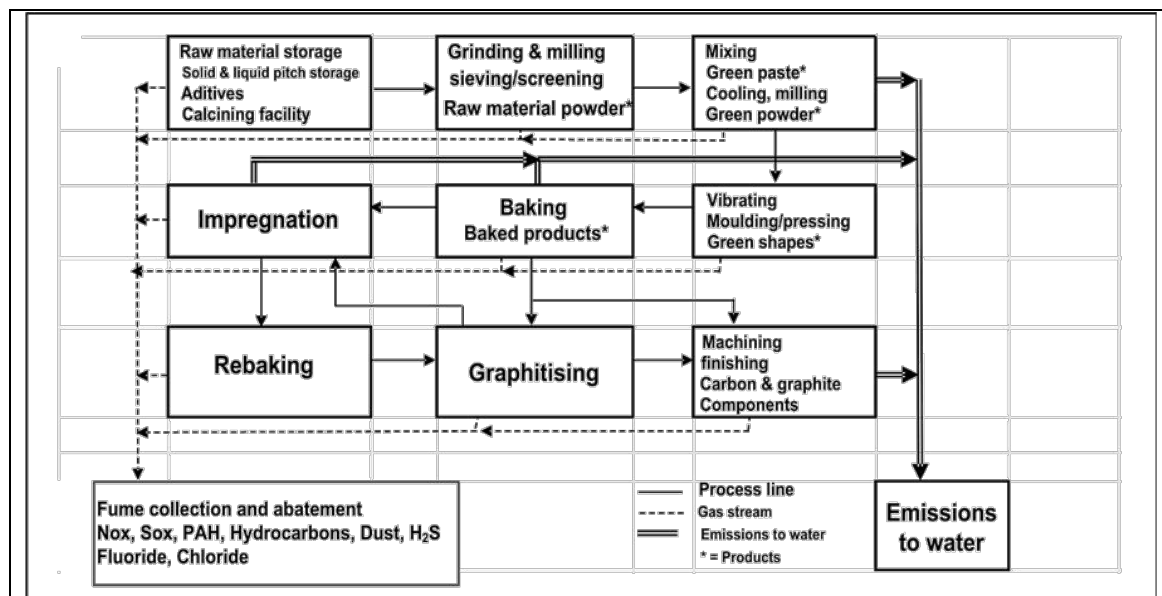 Raw material storage
Solid & liquid pitch storage
Aditives
Calcining facility
Grinding & milling
sieving/screening
Raw material powder*
Mixing
Green paste*
Cooling, milling
Green powder*
Impregnation
Baking
Baked products*
Vibrating
Moulding/pressing
Green shapes*
Rebaking
Graphitising
Machining
finishing
Carbon & graphite
Components
Fume collection and abatement
Nox, Sox, PAH, Hydrocarbons, Dust, H₂S
Fluoride, Chloride
Process line
Gas stream
Emissions to water
* = Products
Emissions
to water